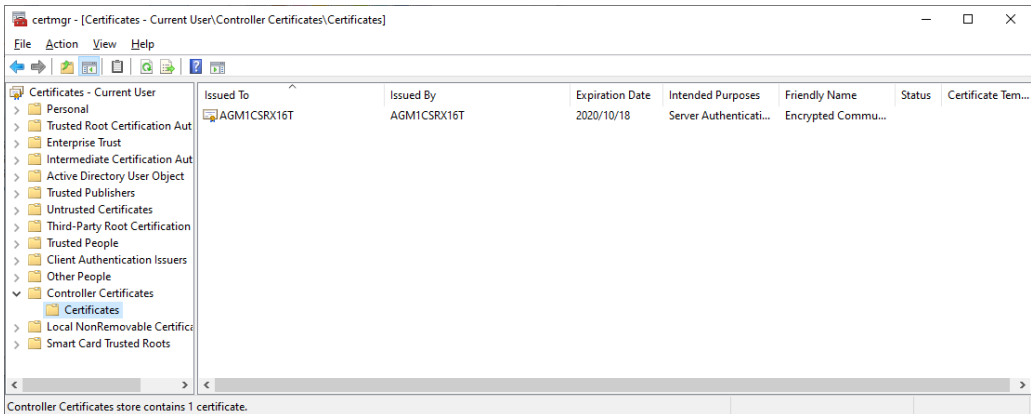 certmgr - [Certificates - Current User\Controller Certificates\Certificates]
File Action View Help
Certificates - Current User
Personal
Trusted Root Certification Aut
Enterprise Trust
Intermediate Certification Aut
Active Directory User Object
Trusted Publishers
Untrusted Certificates
Third-Party Root Certification
Trusted People
Client Authentication Issuers
Other People
Controller Certificates
Certificates
Local NonRemovable Certifica
Smart Card Trusted Roots
Issued To Issued By Expiration Date Intended Purposes Friendly Name Status Certificate Tem...
AGM1CSRX16T AGM1CSRX16T 2020/10/18 Server Authenticati... Encrypted Commu...
Controller Certificates store contains 1 certificate.